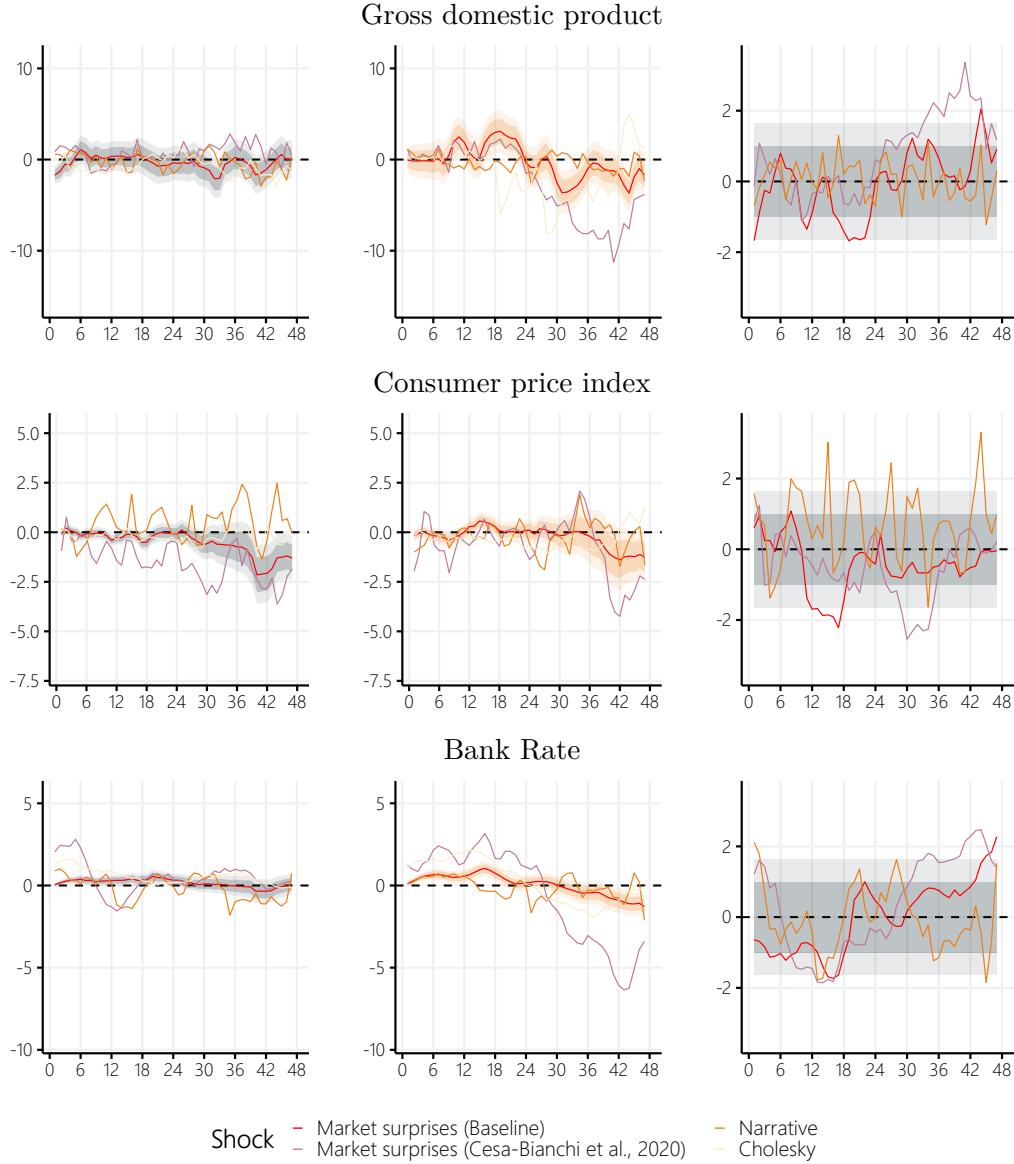 Gross domestic product
10
0
-10
0 6 12 18 24 30 36 42 48
10
0
-10
0 6 12 18 24 30 36 42 48
2
0
-2
0 6 12 18 24 30 36 42 48
Consumer price index
5.0
2.5
0.0
-2.5
-5.0
-7.5
0 6 12 18 24 30 36 42 48
5.0
2.5
0.0
-2.5
-5.0
-7.5
0 6 12 18 24 30 36 42 48
2
0
-2
0 6 12 18 24 30 36 42 48
Bank Rate
5
0
-5
-10
0 6 12 18 24 30 36 42 48
5
0
-5
-10
0 6 12 18 24 30 36 42 48
2
0
-2
0 6 12 18 24 30 36 42 48
Shock
Market surprises (Baseline)
Market surprises (Cesa-Bianchi et al., 2020)
Narrative
Cholesky